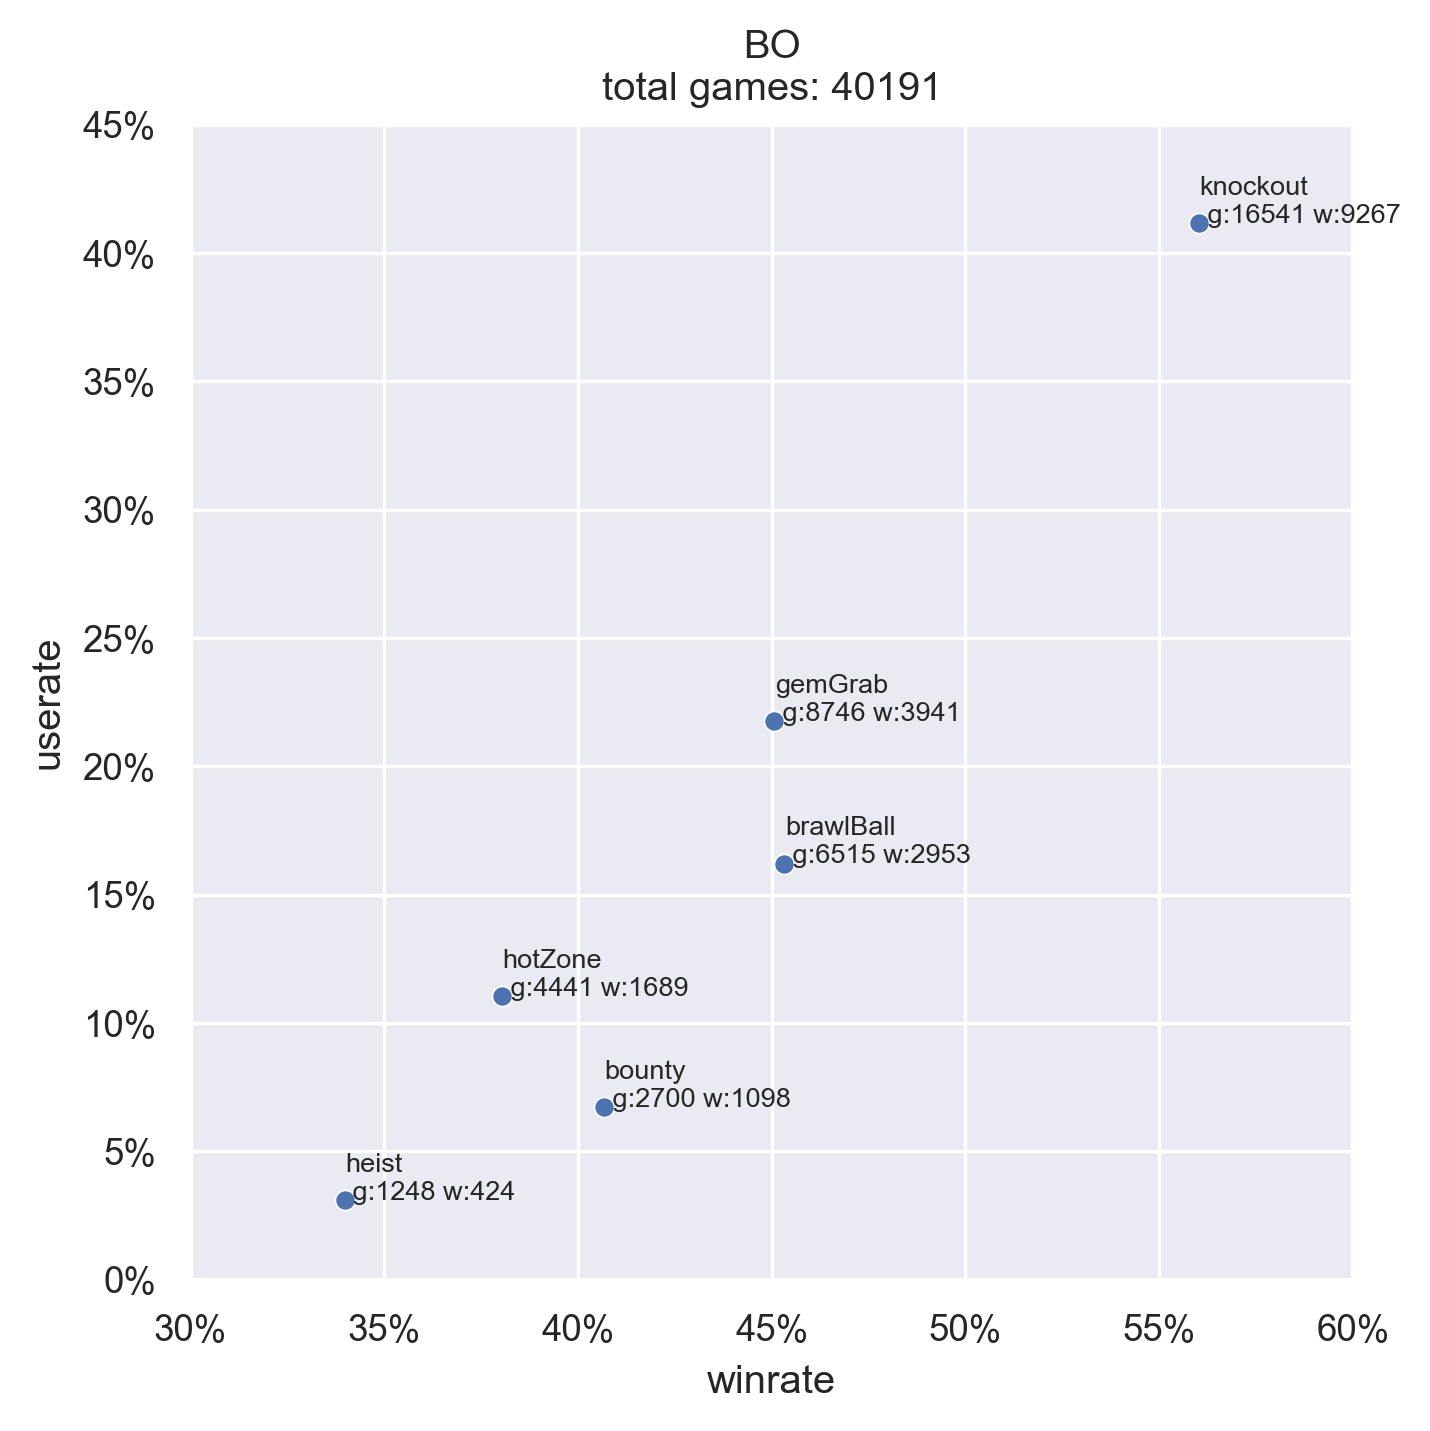 BO
total games: 40191
45%
40%
35%
30%
25%
20%
15%
10%
5%
0%
userate
knockout
g:16541 w:9267
gemGrab
g:8746 w:3941
brawlBall
g:6515 w:2953
hotZone
g:4441 w:1689
bounty
g:2700 w:1098
heist
g:1248 w:424
30% 35% 40% 45% 50% 55% 60%
winrate